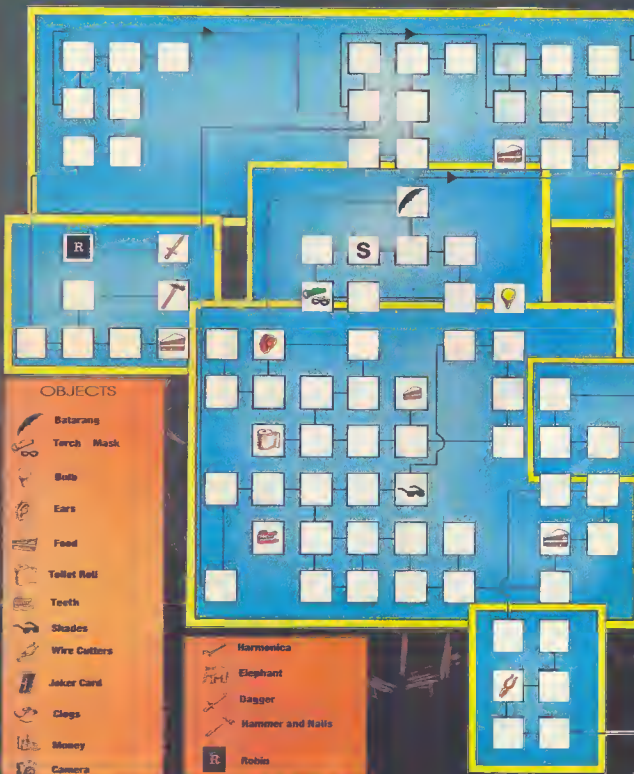 R
S
OBJECTS
Batarang
Torch Mask
Bulb
Ears
Food
Toilet Roll
Teeth
Shades
Wire Cutters
Joker Card
Clogs
Money
Camera
Harmonica
Elephant
Dagger
Hammer and Nails
R Robin